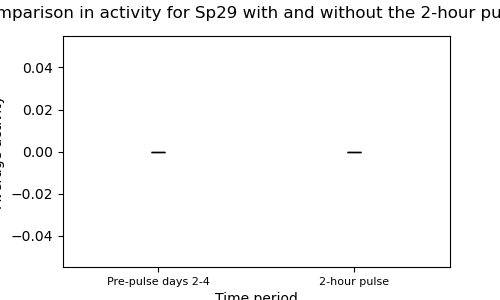 mparison in activity for Sp29 with and without the 2-hour pu
0.04
0.02
0.00
−0.02
−0.04
Pre-pulse days 2-4
2-hour pulse
Time period